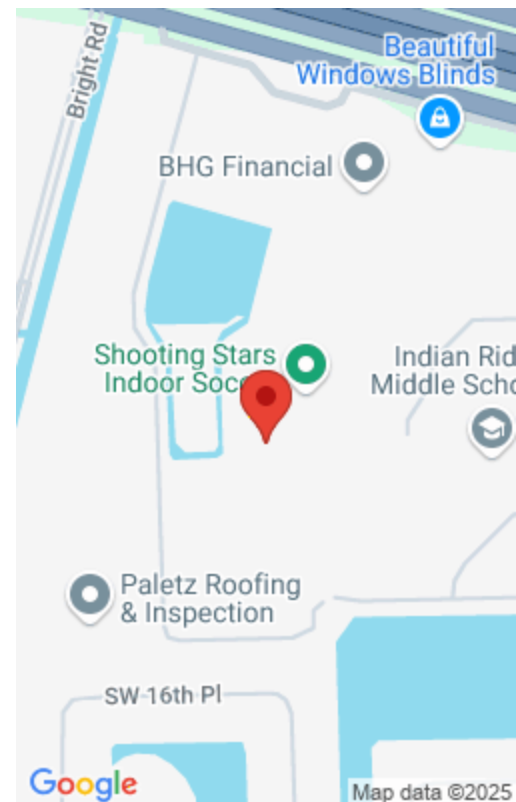 Bright Rd
Beautiful
Windows Blinds
BHG Financial
Shooting Stars
Indoor Socc
Indian Rid
Middle Scho
Paletz Roofing
& Inspection
SW 16th Pl
Google
Map data ©2025